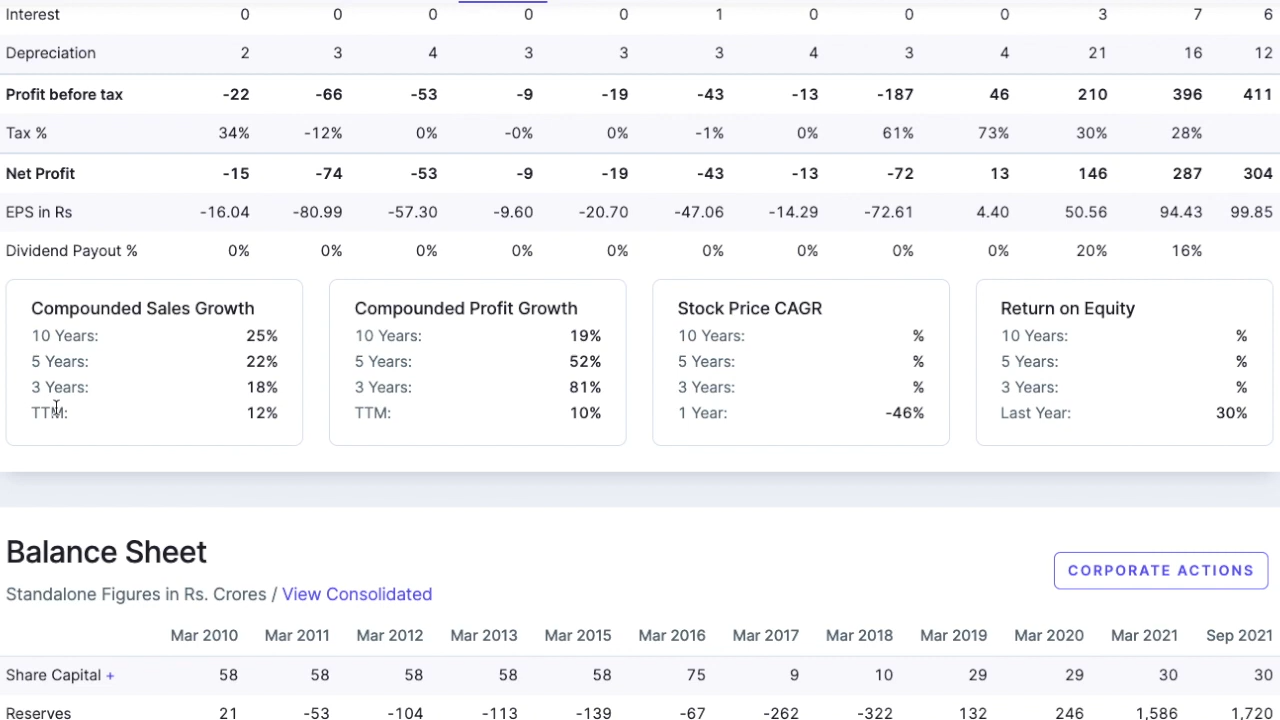 Interest 0 0 0 0 0 1 0 0 0 3 7 6
Depreciation 2 3 4 3 3 3 4 3 4 21 16 12
Profit before tax -22 -66 -53 -9 -19 -43 -13 -187 46 210 396 411
Tax % 34% -12% 0% -0% 0% -1% 0% 61% 73% 30% 28%
Net Profit -15 -74 -53 -9 -19 -43 -13 -72 13 146 287 304
EPS in Rs -16.04 -80.99 -57.30 -9.60 -20.70 -47.06 -14.29 -72.61 4.40 50.56 94.43 99.85
Dividend Payout % 0% 0% 0% 0% 0% 0% 0% 0% 0% 20% 16%
Compounded Sales Growth
10 Years: 25%
5 Years: 22%
3 Years: 18%
TTM: 12%
Compounded Profit Growth
10 Years: 19%
5 Years: 52%
3 Years: 81%
TTM: 10%
Stock Price CAGR
10 Years: %
5 Years: %
3 Years: %
1 Year: -46%
Return on Equity
10 Years: %
5 Years: %
3 Years: %
Last Year: 30%
Balance Sheet
CORPORATE ACTIONS
Standalone Figures in Rs. Crores / View Consolidated
Mar 2010 Mar 2011 Mar 2012 Mar 2013 Mar 2015 Mar 2016 Mar 2017 Mar 2018 Mar 2019 Mar 2020 Mar 2021 Sep 2021
Share Capital + 58 58 58 58 58 75 9 10 29 29 30 30
Reserves 21 -53 -104 -113 -139 -67 -262 -322 132 246 1,586 1,720